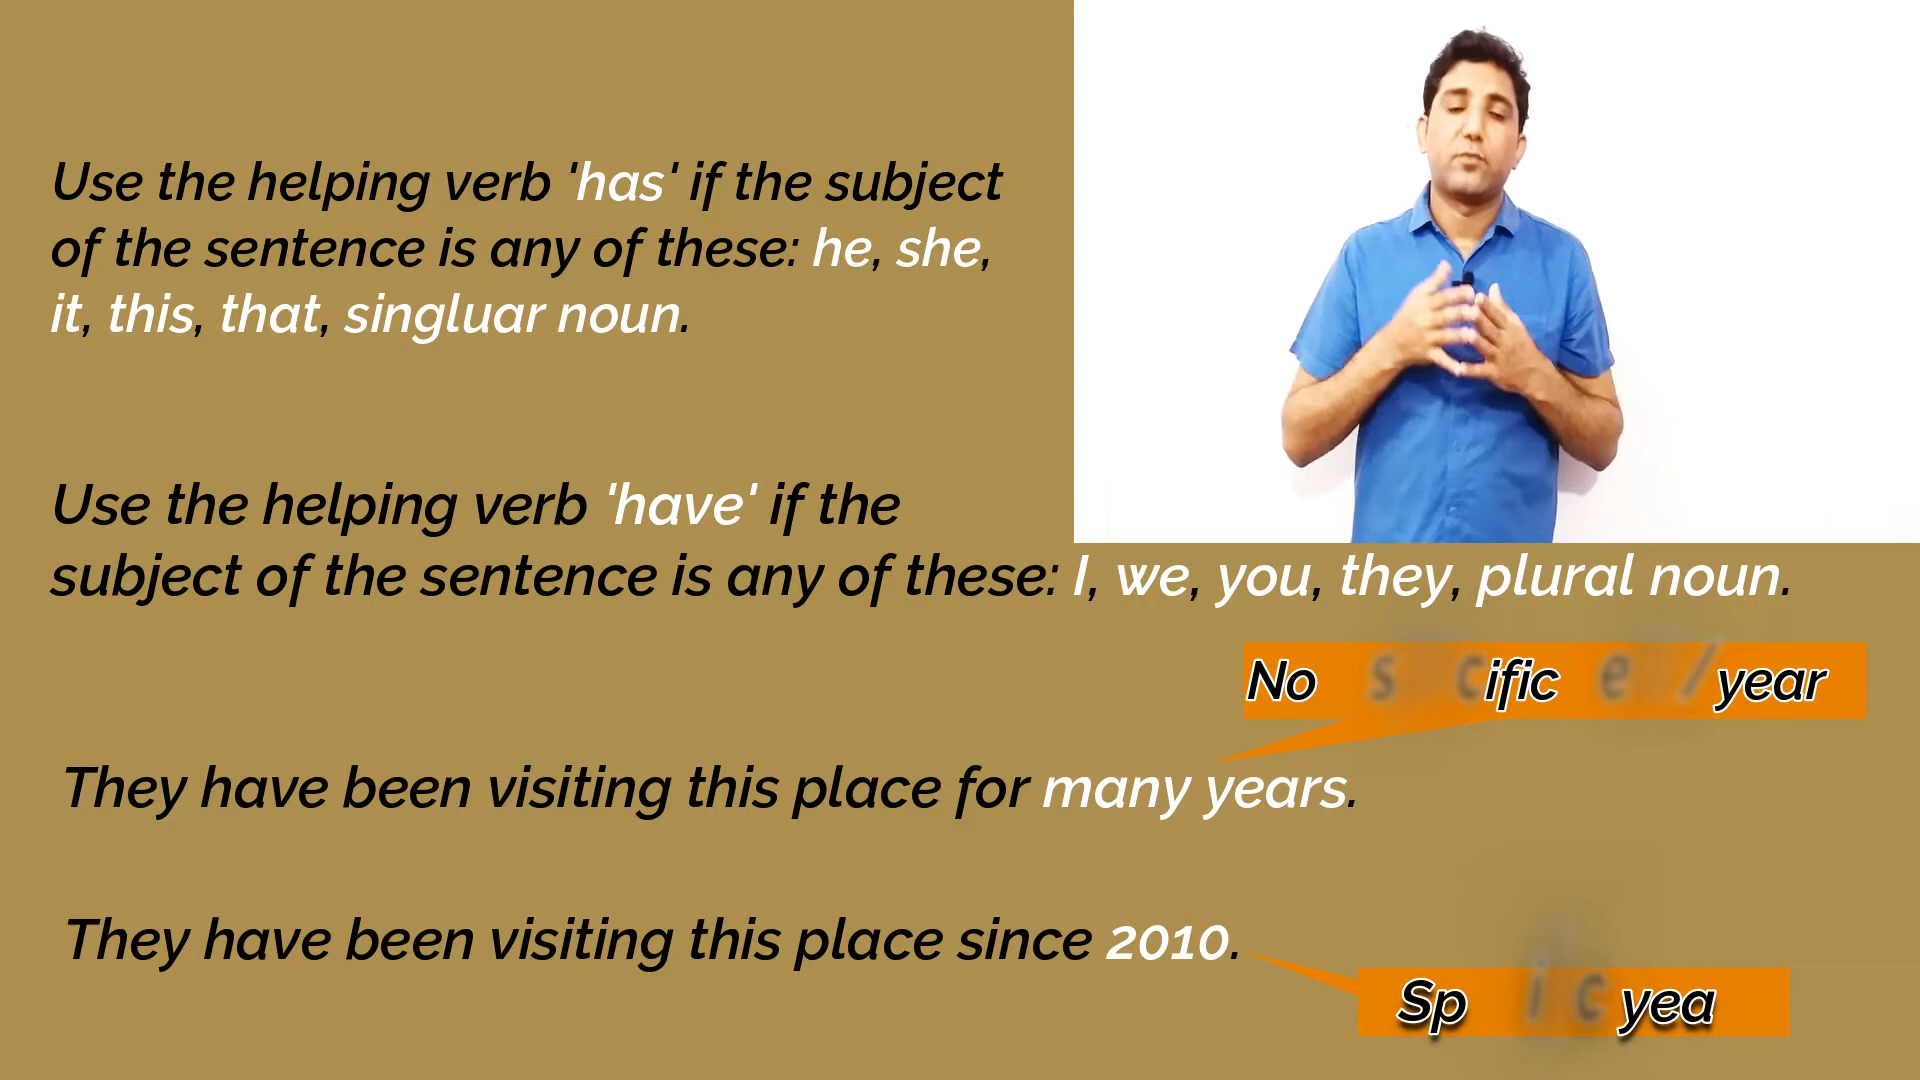 Use the helping verb 'has' if the subject
of the sentence is any of these: he, she,
it, this, that, singluar noun.
Use the helping verb 'have' if the
subject of the sentence is any of these: I, we, you, they, plural noun.
No year
They have been visiting this place for many years.
They have been visiting this place since 2010.